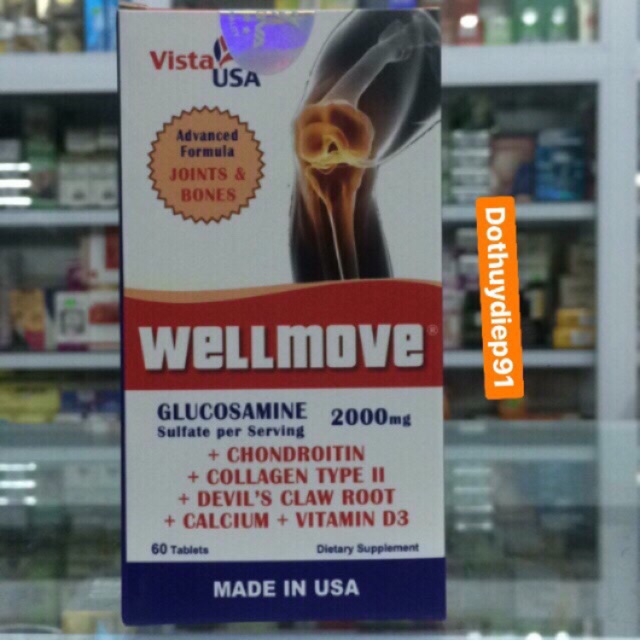 Vista
USA
Advanced
Formula
JOINTS &
BONES
Dothuydiep91
WELLMOVE®
GLUCOSAMINE 2000mg
Sulfate per Serving
+ CHONDROITIN
+ COLLAGEN TYPE II
+ DEVIL'S CLAW ROOT
+ CALCIUM + VITAMIN D3
60 Tablets Dietary Supplement
MADE IN USA